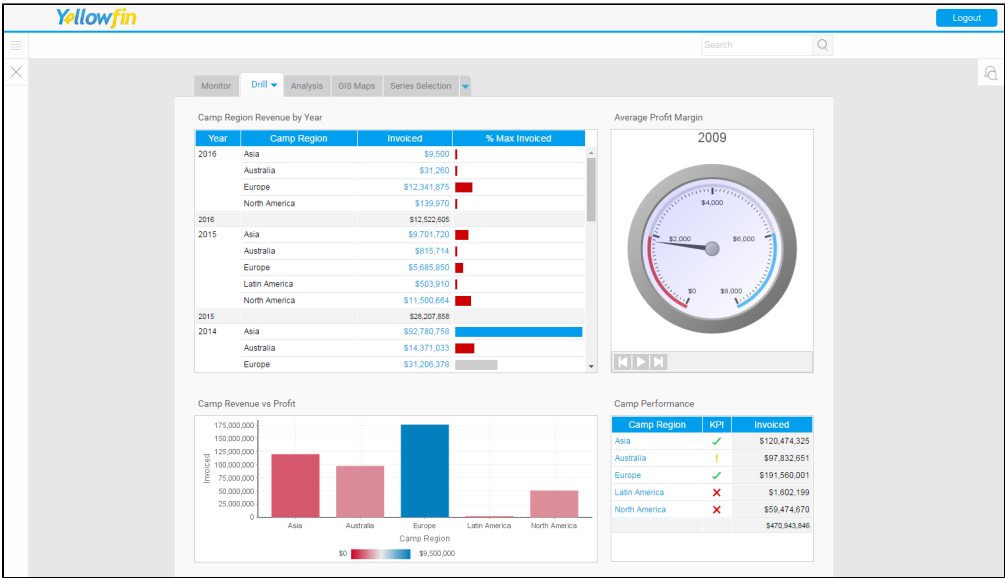 Yellowfin
Logout
Search
Monitor Drill Analysis GIS Maps Series Selection
Camp Region Revenue by Year
Year Camp Region Invoiced % Max Invoiced
2016 Asia $9,500
Australia $31,260
Europe $12,341,875
North America $139,970
2016 $12,522,605
2015 Asia $9,701,720
Australia $815,714
Europe $5,685,850
Latin America $503,910
North America $11,500,664
2015 $28,207,858
2014 Asia $92,780,758
Australia $14,371,033
Europe $31,206,378
Average Profit Margin
2009
$4,000
$2,000 $6,000
$0 $8,000
Camp Revenue vs Profit
Invoiced
175,000,000
150,000,000
125,000,000
100,000,000
75,000,000
50,000,000
25,000,000
0
Asia Australia Europe Latin America North America
Camp Region
$0 $9,500,000
Camp Performance
Camp Region KPI Invoiced
Asia $120,474,325
Australia ! $97,832,651
Europe $191,560,001
Latin America $1,602,199
North America $59,474,670
$470,943,846